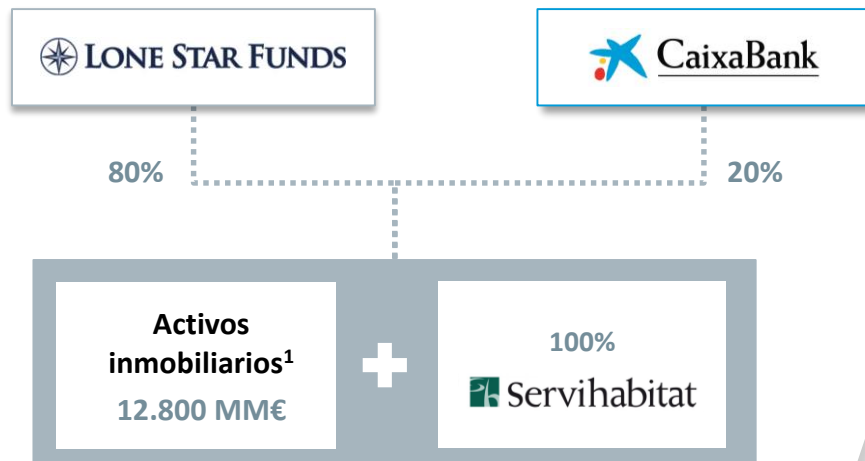 LONE STAR FUNDS
CaixaBank
80%
20%
Activos
inmobiliarios¹
12.800 MM€
100%
Servihabitat